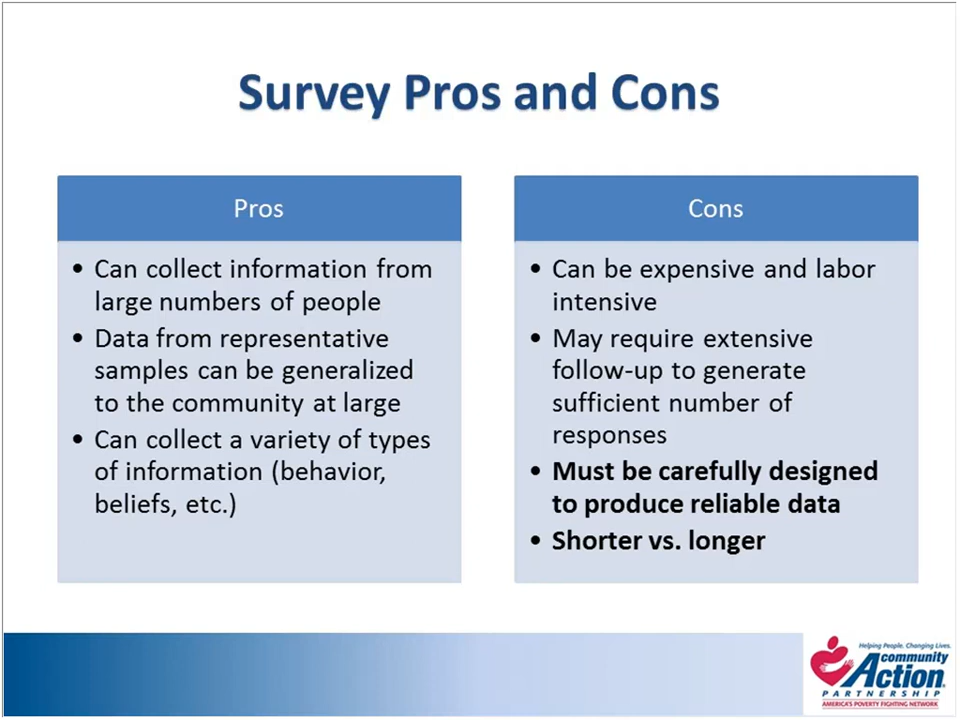 Survey Pros and Cons
Pros
• Can collect information from
large numbers of people
• Data from representative
samples can be generalized
to the community at large
• Can collect a variety of types
of information (behavior,
beliefs, etc.)
Cons
• Can be expensive and labor
intensive
• May require extensive
follow-up to generate
sufficient number of
responses
• Must be carefully designed
to produce reliable data
• Shorter vs. longer
Helping People. Changing Lives.
community
Action®
PARTNERSHIP
AMERICA'S POVERTY FIGHTING NETWORK